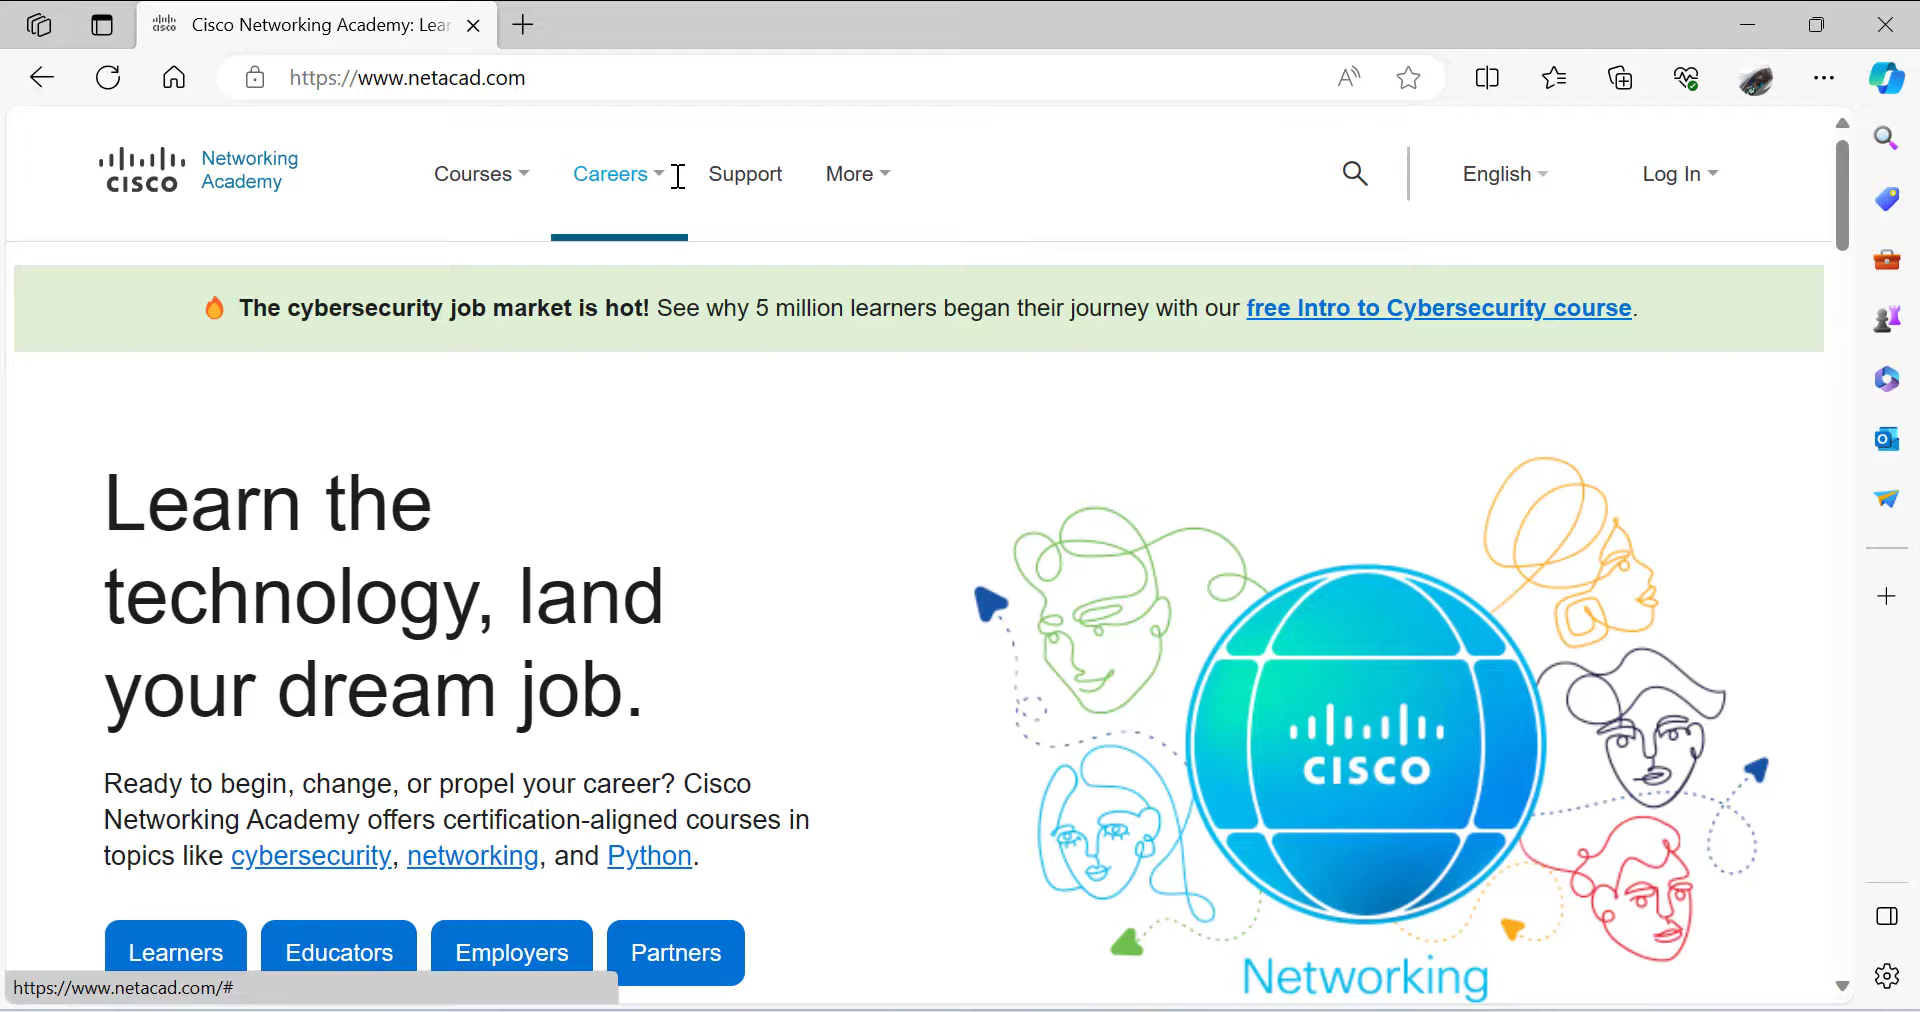 cisco Cisco Networking Academy: Lear
https://www.netacad.com
CISCO Networking Academy
Courses Careers Support More English Log In
The cybersecurity job market is hot! See why 5 million learners began their journey with our free Intro to Cybersecurity course.
Learn the
technology, land
your dream job.
Ready to begin, change, or propel your career? Cisco
Networking Academy offers certification-aligned courses in
topics like cybersecurity, networking, and Python.
Learners Educators Employers Partners
CISCO
Networking
https://www.netacad.com/#